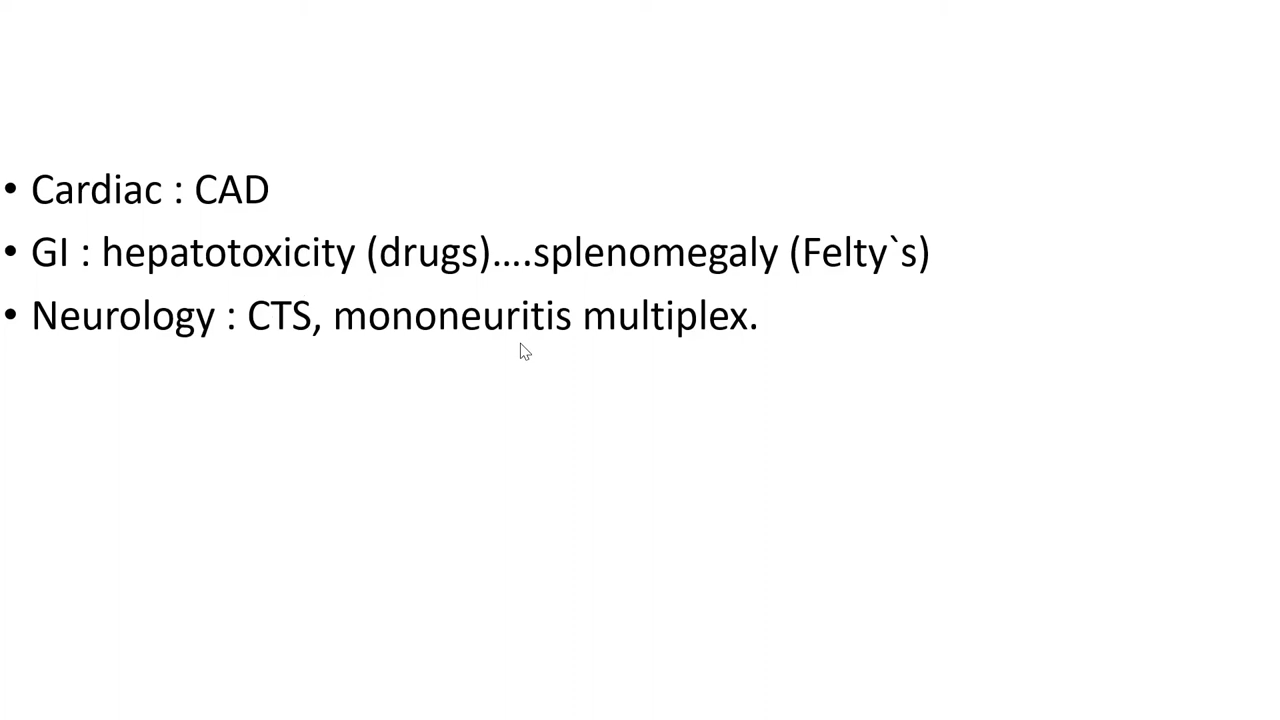 • Cardiac : CAD
• GI : hepatotoxicity (drugs)....splenomegaly (Felty`s)
• Neurology : CTS, mononeuritis multiplex.